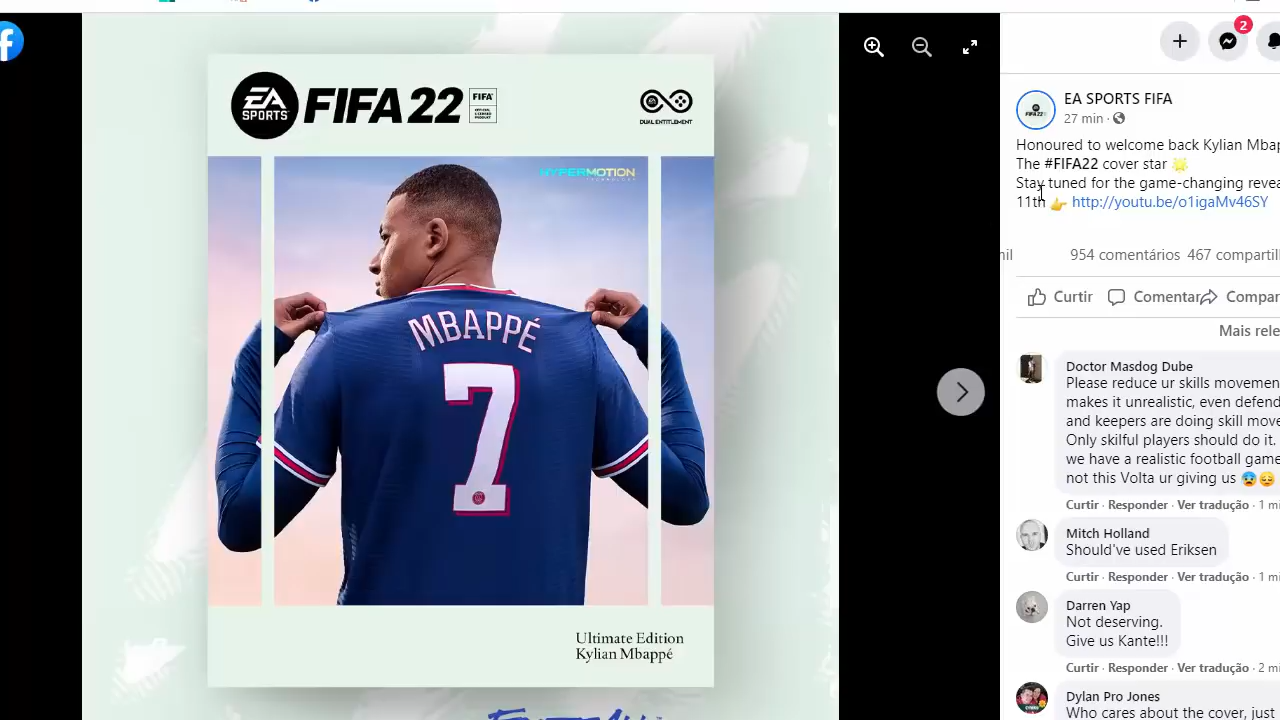 EA
SPORTS
FIFA 22
FIFA
OFFICIAL
LICENSED
PRODUCT
DUAL ENTITLEMENT
HYPERMOTION
MBAPPÉ
7
Ultimate Edition
Kylian Mbappé
2
EA SPORTS FIFA
27 min ·
Honoured to welcome back Kylian Mbap
The #FIFA22 cover star 🌟
Stay tuned for the game-changing revea
11th 👉 http://youtu.be/o1igaMv46SY
mil 954 comentários 467 compartil
Curtir Comentar Compar
Mais rele
Doctor Masdog Dube
Please reduce ur skills movemen
makes it unrealistic, even defend
and keepers are doing skill move
Only skilful players should do it.
we have a realistic football game
not this Volta ur giving us 😰😔
Curtir · Responder · Ver tradução · 1 mi
Mitch Holland
Should've used Eriksen
Curtir · Responder · Ver tradução · 1 mi
Darren Yap
Not deserving.
Give us Kante!!!
Curtir · Responder · Ver tradução · 2 mi
Dylan Pro Jones
Who cares about the cover, just